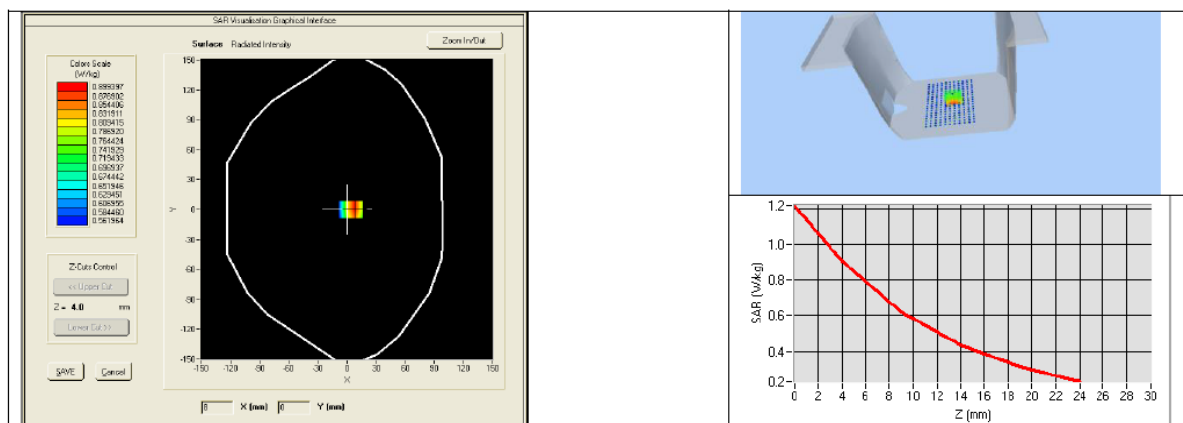 SAR Visualisation Graphical Interface
Surface Radiated Intensity
Zoom In/Out
Colors Scale
(W/kg)
0.899397
0.876902
0.854406
0.831911
0.809415
0.786920
0.764424
0.741929
0.719433
0.696937
0.674442
0.651946
0.629451
0.606955
0.584460
0.561964
150
120
90
60
30
0
-30
-60
-90
-120
-150
Y
-150 -120 -90 -60 -30 0 30 60 90 120 150
X
Z-Cuts Control
<< Upper Cut
Z = 4.0 mm
Lower Cut >>
SAVE Cancel
8 X (mm) 0 Y (mm)
SAR (W/kg)
1.2
1.0
0.8
0.6
0.4
0.2
0 2 4 6 8 10 12 14 16 18 20 22 24 26 28 30
Z (mm)